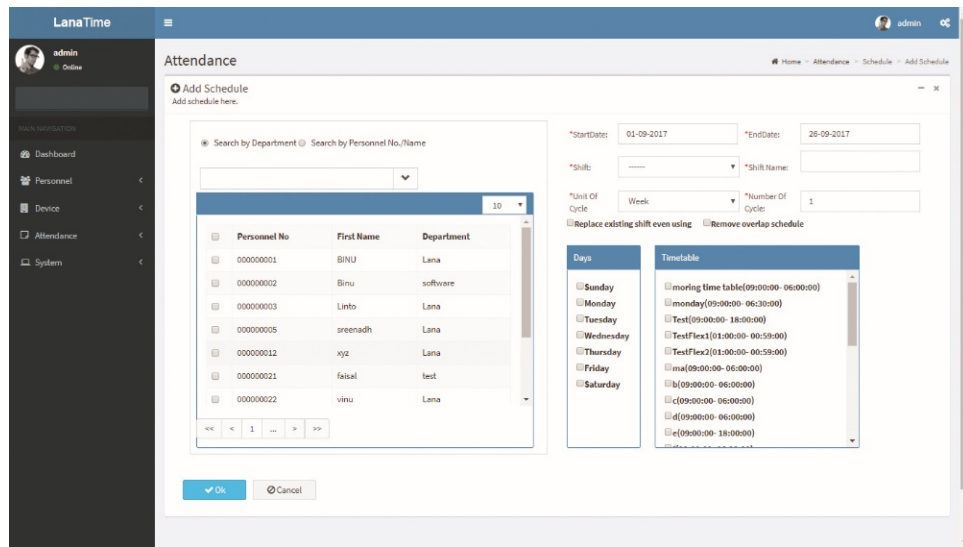 LanaTime
admin
admin
Online
Attendance
Home > Attendance > Schedule > Add Schedule
Add Schedule
Add schedule here.
MAIN NAVIGATION
Dashboard
Personnel
Device
Attendance
System
Search by Department Search by Personnel No./Name
10
Personnel No First Name Department
000000001 BINU Lana
000000002 Binu software
000000003 Linto Lana
000000005 sreenadh Lana
000000012 xyz Lana
000000021 faisal test
000000022 vinu Lana
<< < 1 ... > >>
*StartDate: 01-09-2017 *EndDate: 26-09-2017
*Shift: ------ *Shift Name:
*Unit Of Cycle Week *Number Of Cycle: 1
Replace existing shift even using Remove overlap schedule
Days
Sunday
Monday
Tuesday
Wednesday
Thursday
Friday
Saturday
Timetable
moring time table(09:00:00- 06:00:00)
monday(09:00:00- 06:30:00)
Test(09:00:00- 18:00:00)
TestFlex1(01:00:00- 00:59:00)
TestFlex2(01:00:00- 00:59:00)
ma(09:00:00- 06:00:00)
b(09:00:00- 06:00:00)
c(09:00:00- 06:00:00)
d(09:00:00- 06:00:00)
e(09:00:00- 18:00:00)
Ok Cancel